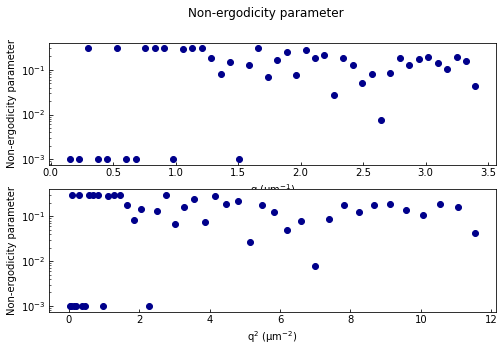 Non-ergodicity parameter
Non-ergodicity parameter
10⁻¹
10⁻²
10⁻³
0.0 0.5 1.0 1.5 2.0 2.5 3.0 3.5
q (μm⁻¹)
Non-ergodicity parameter
10⁻¹
10⁻²
10⁻³
0 2 4 6 8 10 12
q² (μm⁻²)